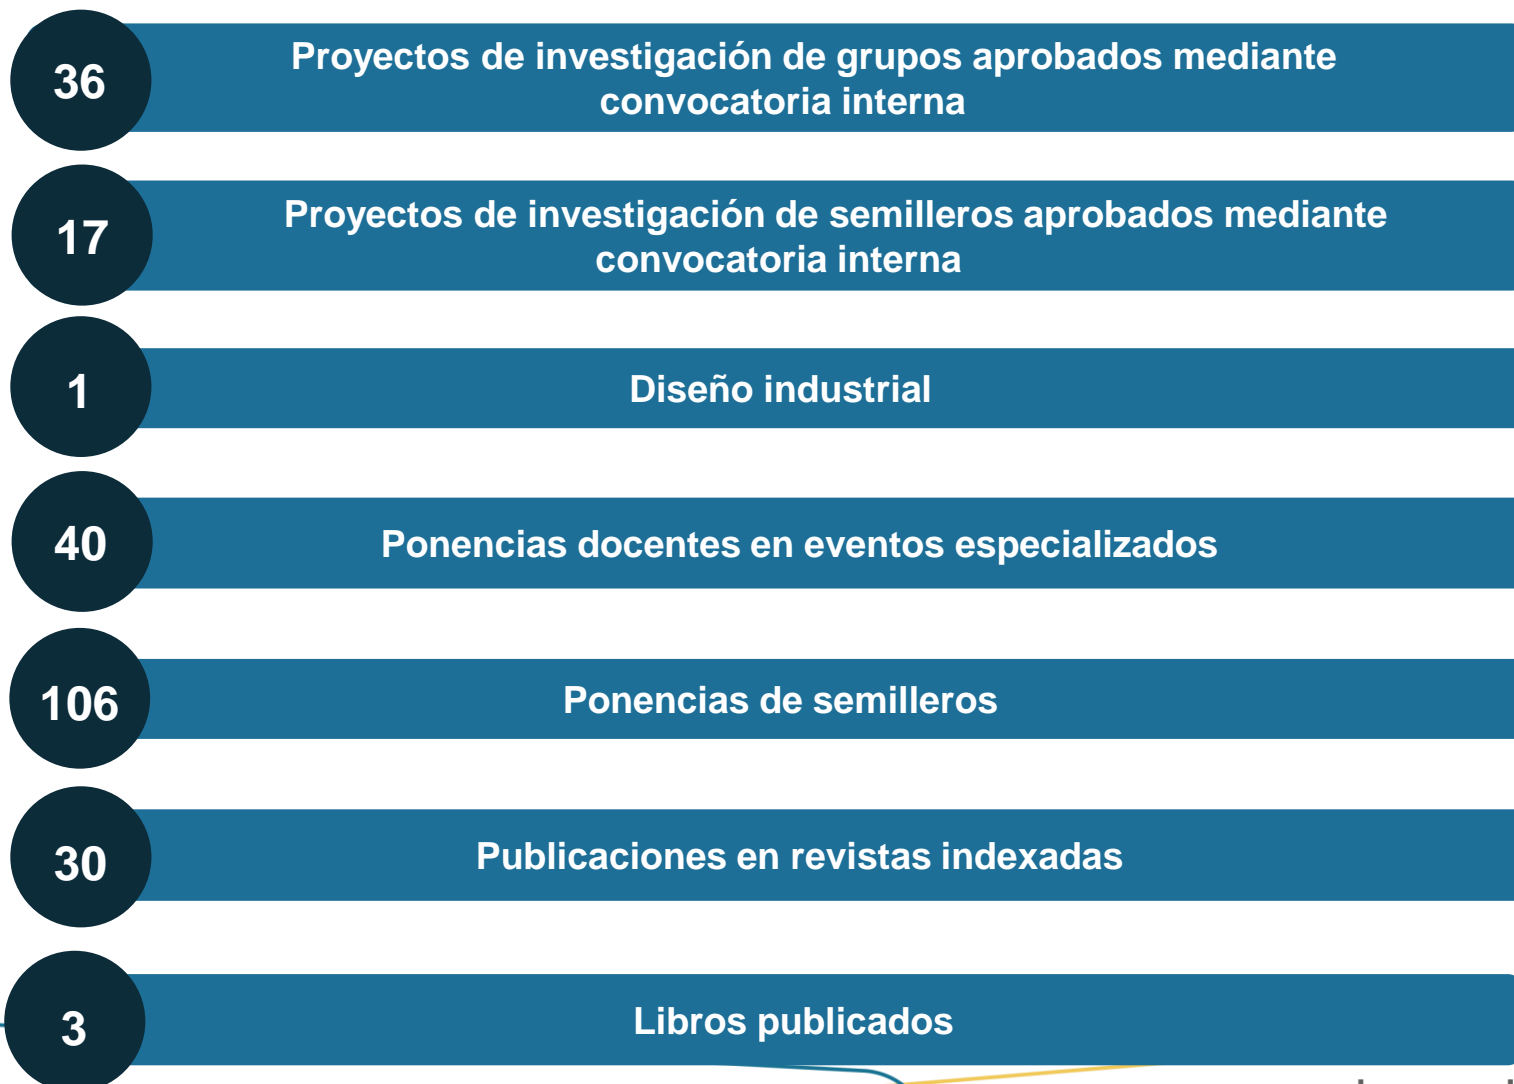 36
Proyectos de investigación de grupos aprobados mediante
convocatoria interna
17
Proyectos de investigación de semilleros aprobados mediante
convocatoria interna
1
Diseño industrial
40
Ponencias docentes en eventos especializados
106
Ponencias de semilleros
30
Publicaciones en revistas indexadas
3
Libros publicados